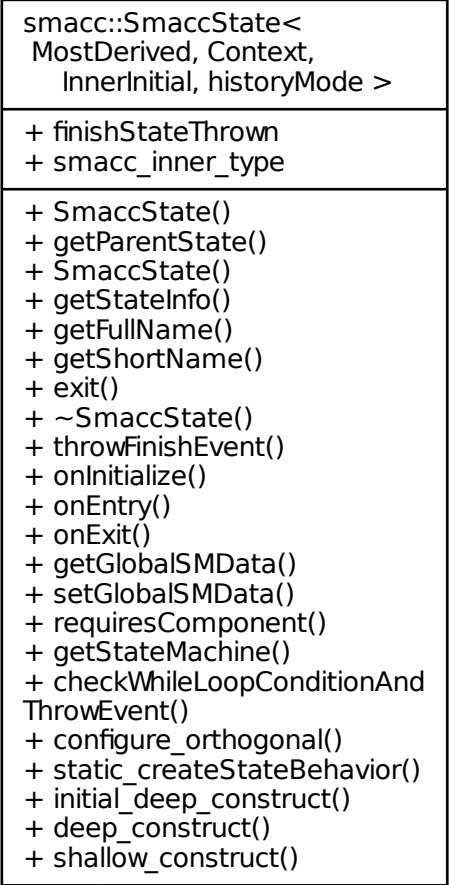 smacc::SmaccState<
MostDerived, Context,
InnerInitial, historyMode >
+ finishStateThrown
+ smacc_inner_type
+ SmaccState()
+ getParentState()
+ SmaccState()
+ getStateInfo()
+ getFullName()
+ getShortName()
+ exit()
+ ~SmaccState()
+ throwFinishEvent()
+ onInitialize()
+ onEntry()
+ onExit()
+ getGlobalSMData()
+ setGlobalSMData()
+ requiresComponent()
+ getStateMachine()
+ checkWhileLoopConditionAnd
ThrowEvent()
+ configure_orthogonal()
+ static_createStateBehavior()
+ initial_deep_construct()
+ deep_construct()
+ shallow_construct()